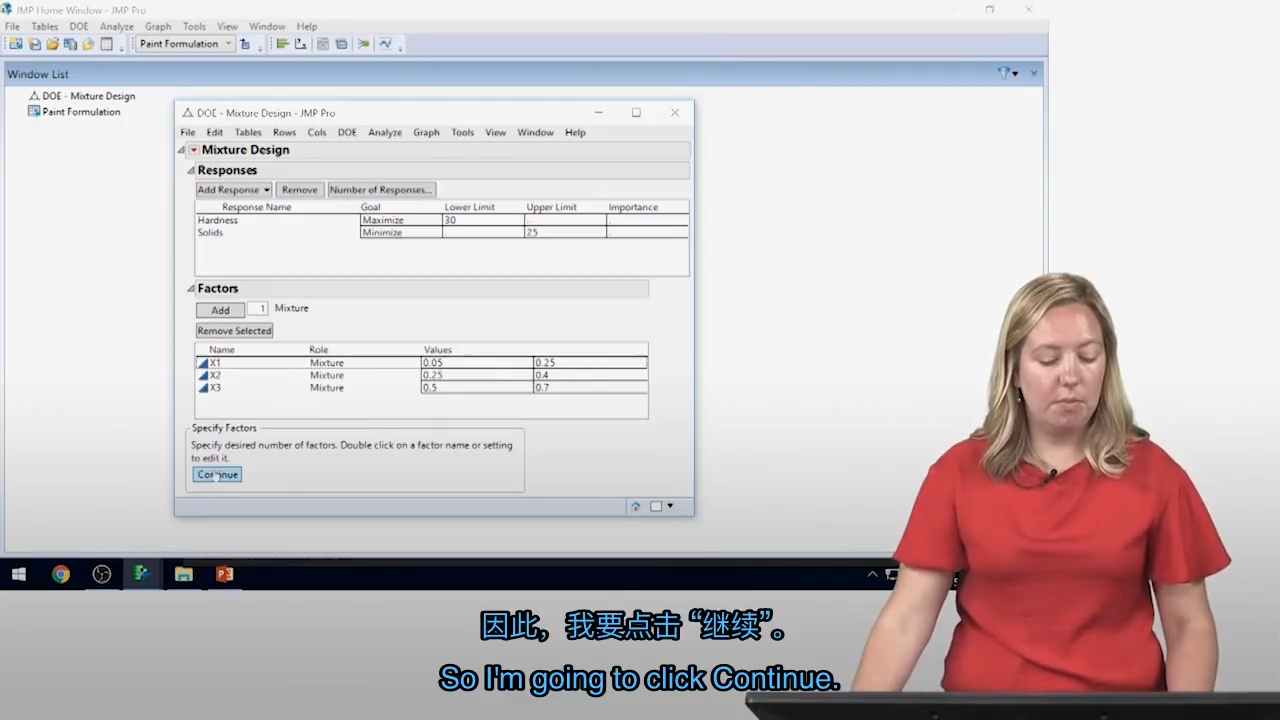 JMP Home Window - JMP Pro
File Tables DOE Analyze Graph Tools View Window Help
Paint Formulation
Window List
DOE - Mixture Design
Paint Formulation
DOE - Mixture Design - JMP Pro
File Edit Tables Rows Cols DOE Analyze Graph Tools View Window Help
Mixture Design
Responses
Add Response Remove Number of Responses...
Response Name Goal Lower Limit Upper Limit Importance
Hardness Maximize 30 . .
Solids Minimize . 25 .
Factors
Add 1 Mixture
Remove Selected
Name Role Values
X1 Mixture 0.05 0.25
X2 Mixture 0.25 0.4
X3 Mixture 0.5 0.7
Specify Factors
Specify desired number of factors. Double click on a factor name or setting
to edit it.
Continue
因此，我要点击“继续”。
So I'm going to click Continue.